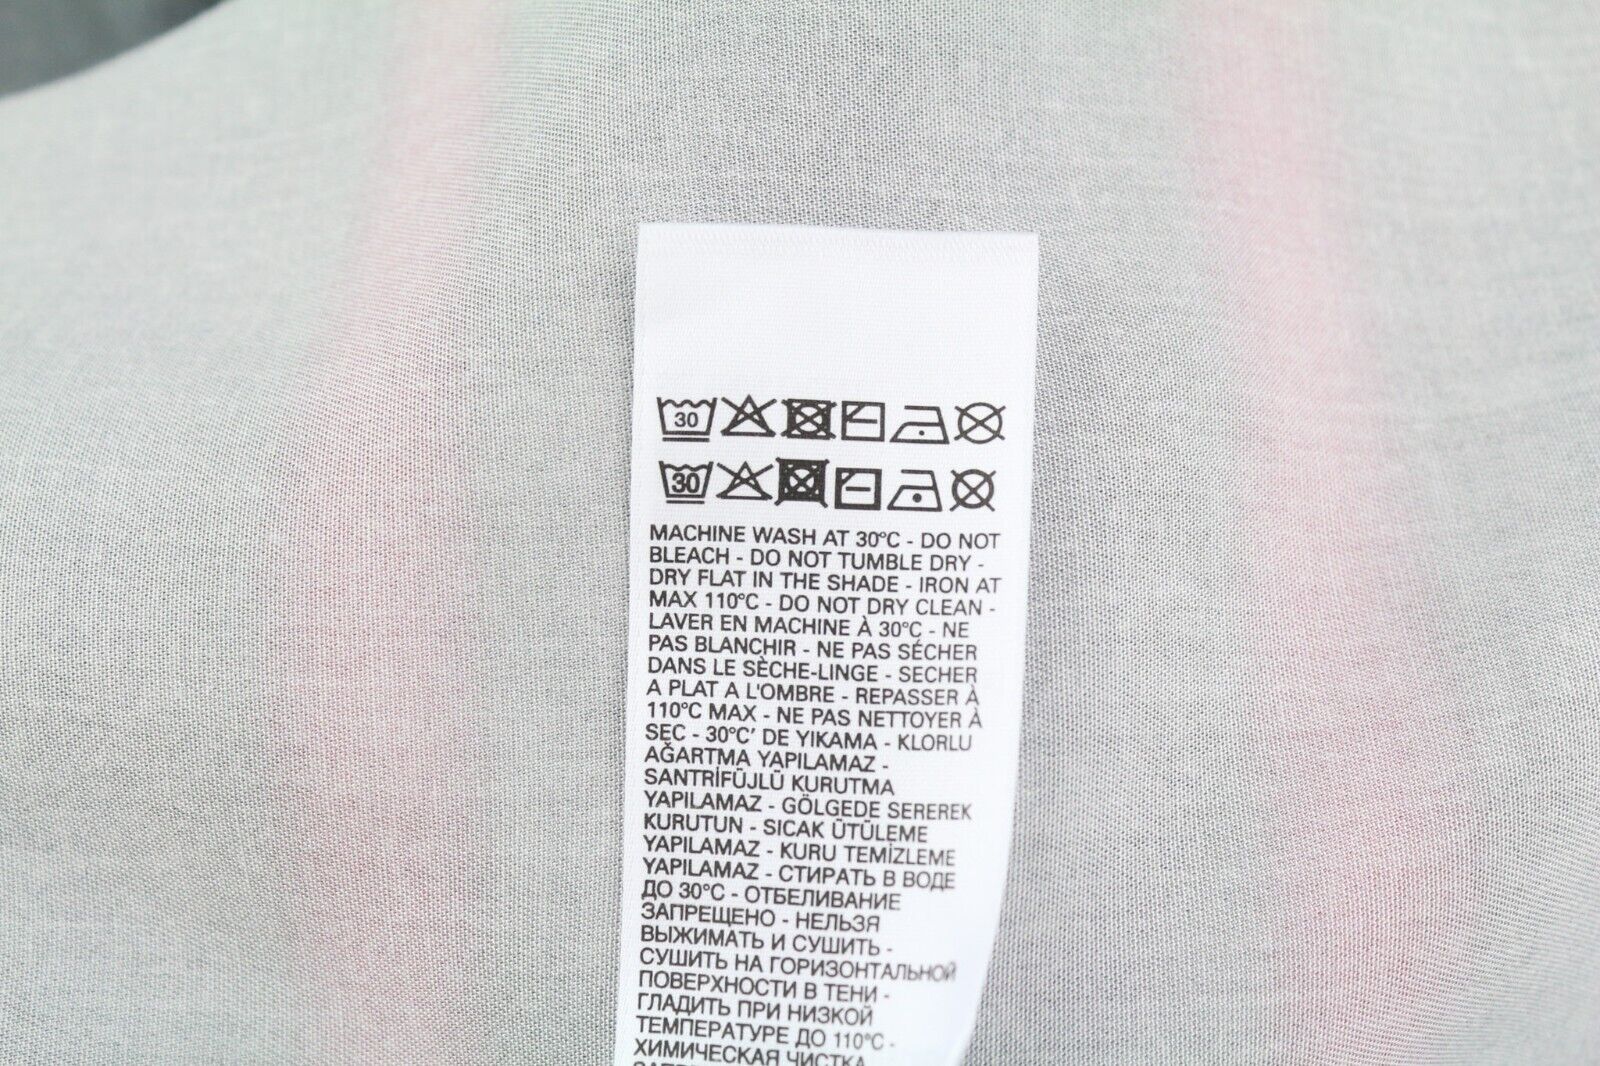 30
30
MACHINE WASH AT 30°C - DO NOT
BLEACH - DO NOT TUMBLE DRY -
DRY FLAT IN THE SHADE - IRON AT
MAX 110°C - DO NOT DRY CLEAN -
LAVER EN MACHINE À 30°C - NE
PAS BLANCHIR - NE PAS SÉCHER
DANS LE SÈCHE-LINGE - SECHER
A PLAT A L'OMBRE - REPASSER À
110°C MAX - NE PAS NETTOYER À
SEC - 30°C' DE YIKAMA - KLORLU
AĞARTMA YAPILAMAZ -
SANTRİFÜJLÜ KURUTMA
YAPILAMAZ - GÖLGEDE SEREREK
KURUTUN - SICAK ÜTÜLEME
YAPILAMAZ - KURU TEMİZLEME
YAPILAMAZ - СТИРАТЬ В ВОДЕ
ДО 30°C - ОТБЕЛИВАНИЕ
ЗАПРЕЩЕНО - НЕЛЬЗЯ
ВЫЖИМАТЬ И СУШИТЬ -
СУШИТЬ НА ГОРИЗОНТАЛЬНОЙ
ПОВЕРХНОСТИ В ТЕНИ -
ГЛАДИТЬ ПРИ НИЗКОЙ
ТЕМПЕРАТУРЕ ДО 110°C -
ХИМИЧЕСКАЯ ЧИСТКА